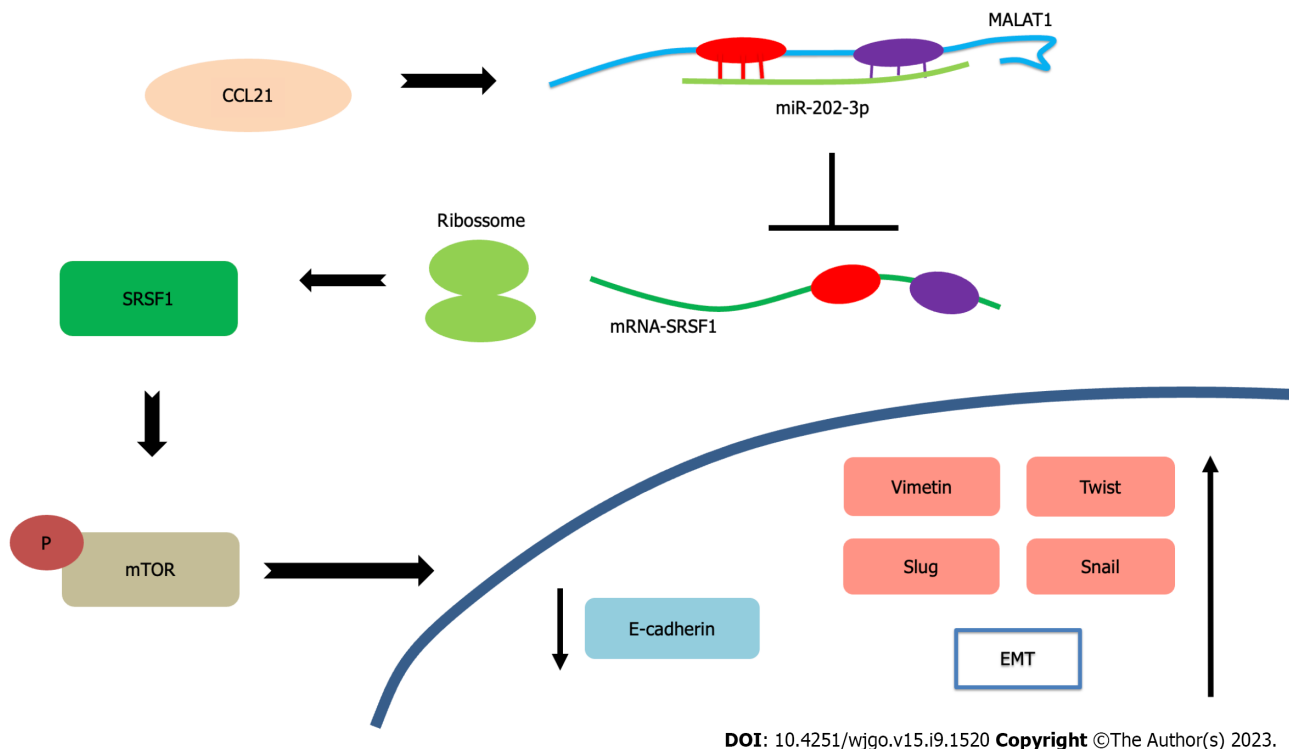 MALAT1
CCL21
miR-202-3p
Ribossome
SRSF1
mRNA-SRSF1
Vimetin
Twist
P
mTOR
Slug
Snail
E-cadherin
EMT
DOI: 10.4251/wjgo.v15.i9.1520 Copyright ©The Author(s) 2023.